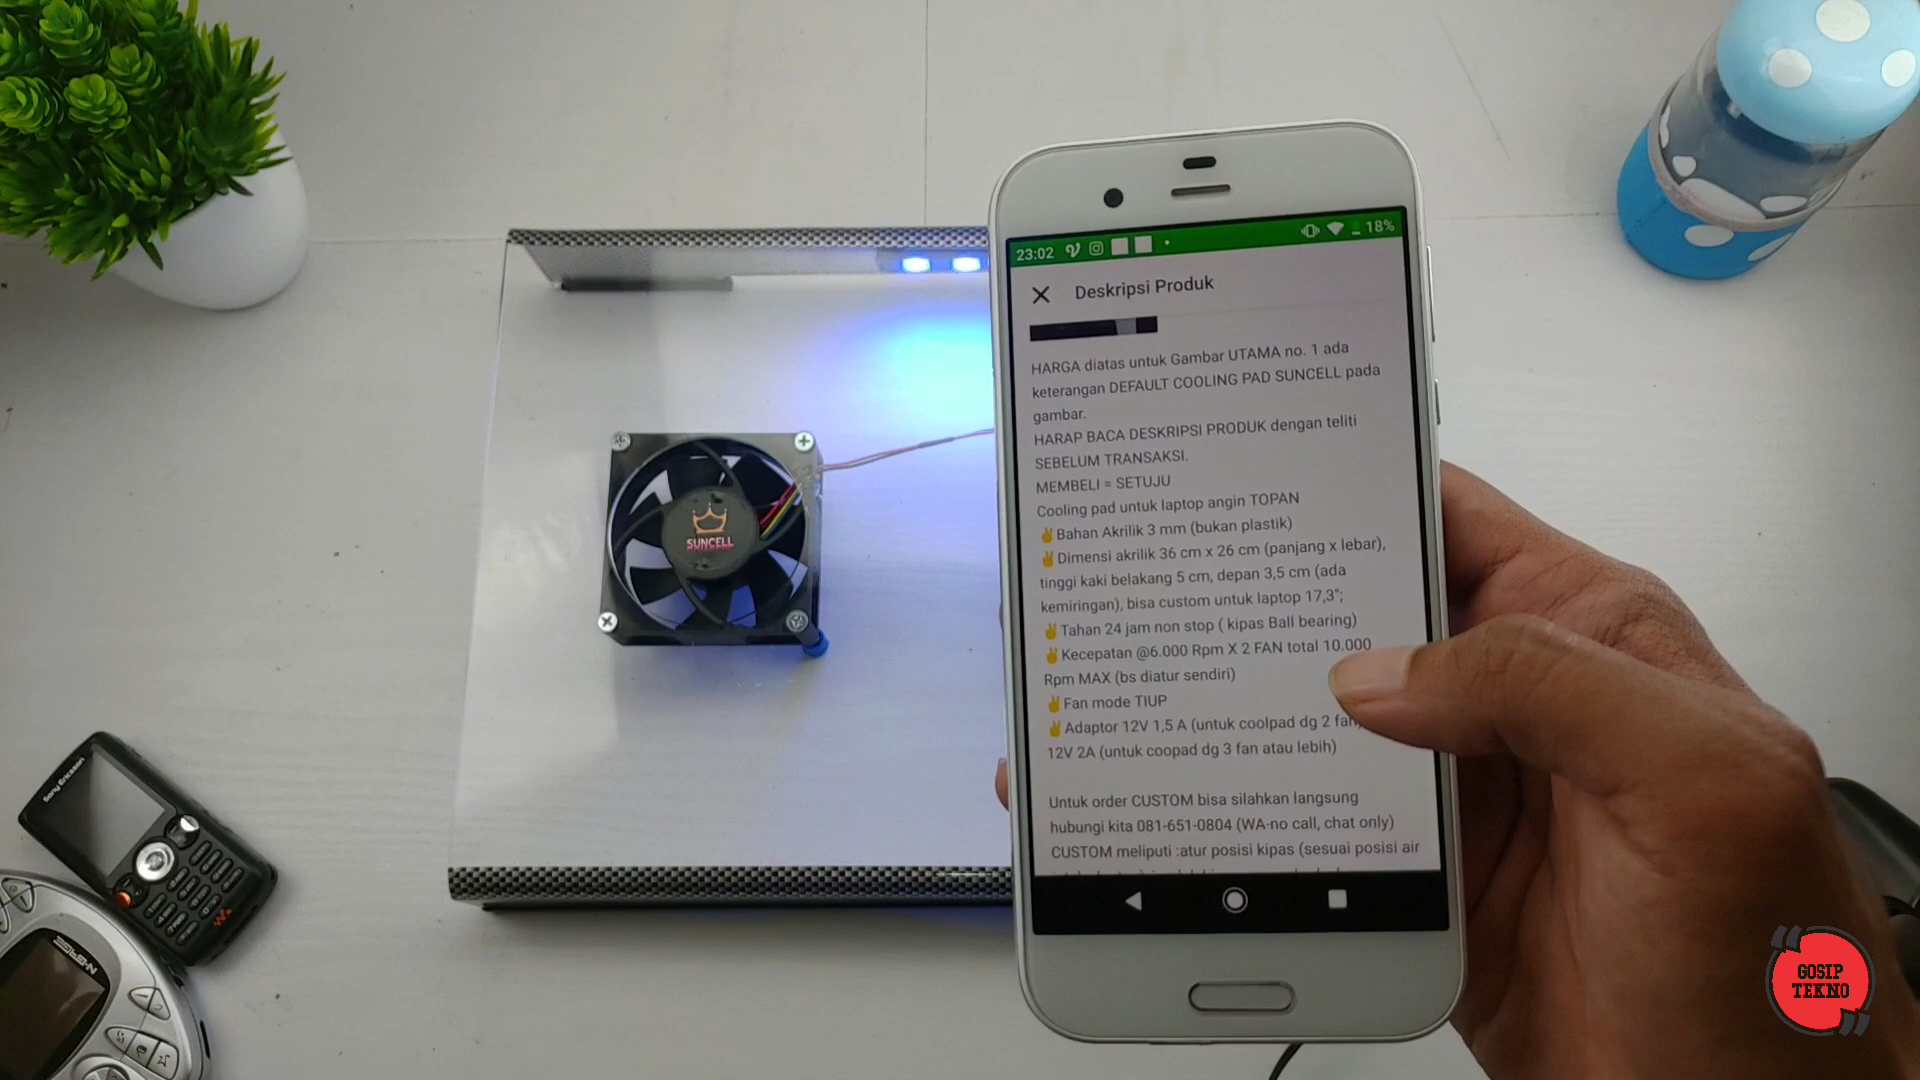 23:02
18%
Deskripsi Produk
HARGA diatas untuk Gambar UTAMA no. 1 ada
keterangan DEFAULT COOLING PAD SUNCELL pada
gambar.
HARAP BACA DESKRIPSI PRODUK dengan teliti
SEBELUM TRANSAKSI.
MEMBELI = SETUJU
Cooling pad untuk laptop angin TOPAN
✌Bahan Akrilik 3 mm (bukan plastik)
✌Dimensi akrilik 36 cm x 26 cm (panjang x lebar),
tinggi kaki belakang 5 cm, depan 3,5 cm (ada
kemiringan), bisa custom untuk laptop 17,3";
✌Tahan 24 jam non stop ( kipas Ball bearing)
✌Kecepatan @6.000 Rpm X 2 FAN total 10.000
Rpm MAX (bs diatur sendiri)
✌Fan mode TIUP
✌Adaptor 12V 1,5 A (untuk coolpad dg 2 fan,
12V 2A (untuk coopad dg 3 fan atau lebih)
Untuk order CUSTOM bisa silahkan langsung
hubungi kita 081-651-0804 (WA-no call, chat only)
CUSTOM meliputi :atur posisi kipas (sesuai posisi air
SUNCELL
Sony Ericsson
N-GAGE
GOSIP
TEKNO